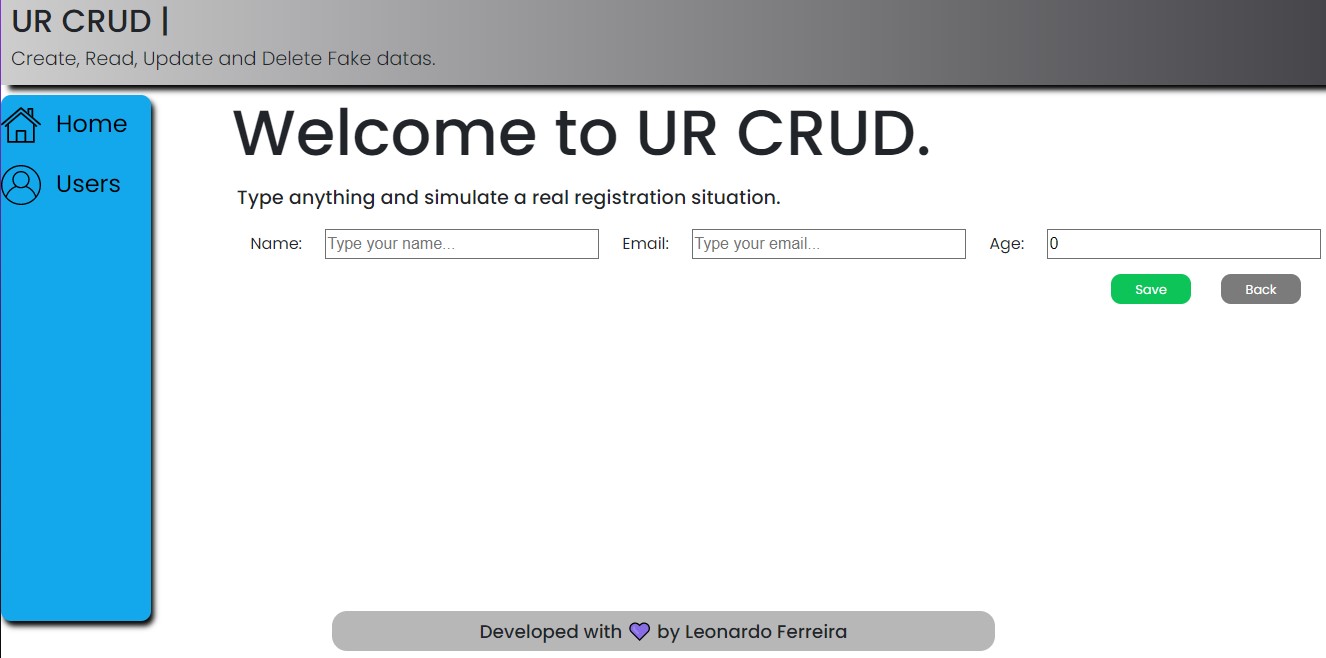 UR CRUD |
Create, Read, Update and Delete Fake datas.
Home
Users
Welcome to UR CRUD.
Type anything and simulate a real registration situation.
Name: Type your name... Email: Type your email... Age: 0
Save Back
Developed with 💜 by Leonardo Ferreira